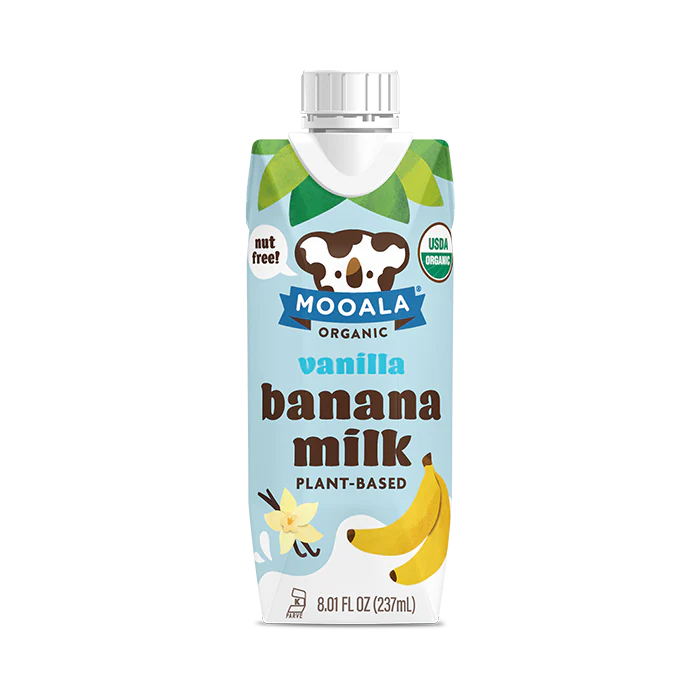 nut
free!
USDA
ORGANIC
MOOALA®
ORGANIC
vanilla
banana
milk
PLANT-BASED
K
PARVE
8.01 FL OZ (237mL)